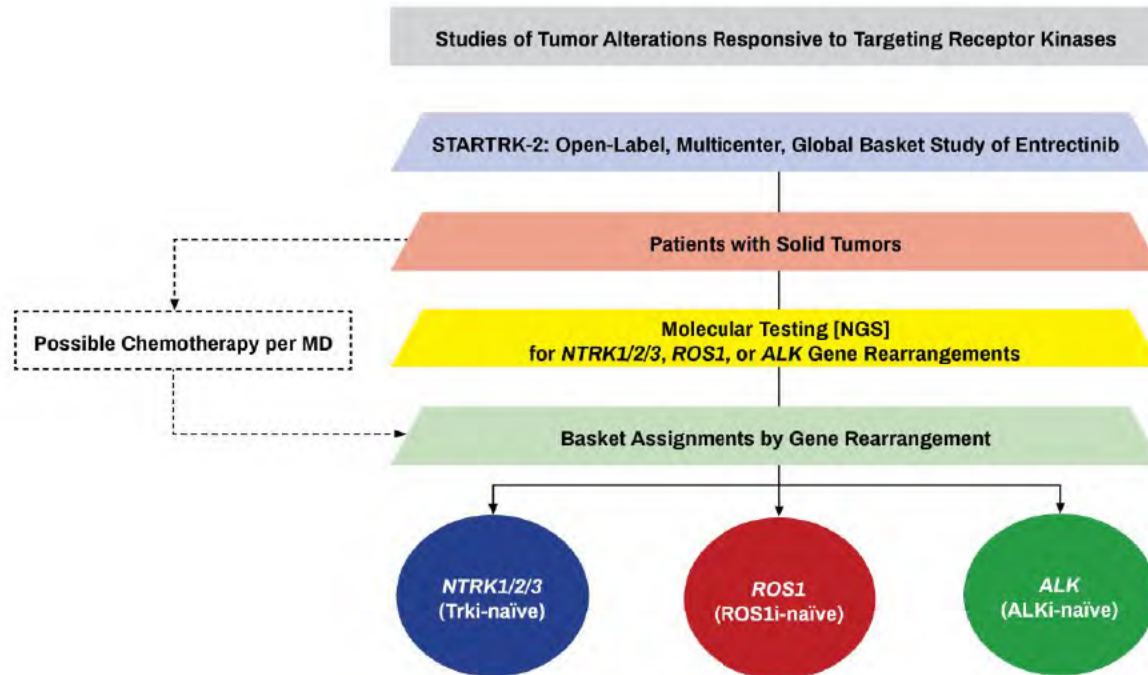 Studies of Tumor Alterations Responsive to Targeting Receptor Kinases
STARTRK-2: Open-Label, Multicenter, Global Basket Study of Entrectinib
Patients with Solid Tumors
Possible Chemotherapy per MD
Molecular Testing [NGS]
for NTRK1/2/3, ROS1, or ALK Gene Rearrangements
Basket Assignments by Gene Rearrangement
NTRK1/2/3
(Trki-naïve)
ROS1
(ROS1i-naïve)
ALK
(ALKi-naïve)